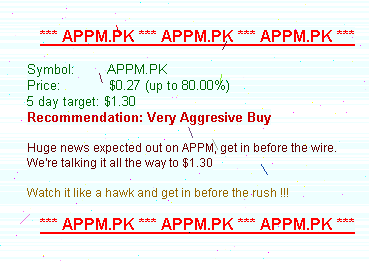 *** APPM.PK *** APPM.PK *** APPM.PK ***
Symbol: APPM.PK
Price: $0.27 (up to 80.00%)
5 day target: $1.30
Recommendation: Very Aggresive Buy
Huge news expected out on APPM, get in before the wire.
We're talking it all the way to $1.30
Watch it like a hawk and get in before the rush !!!
*** APPM.PK *** APPM.PK *** APPM.PK ***